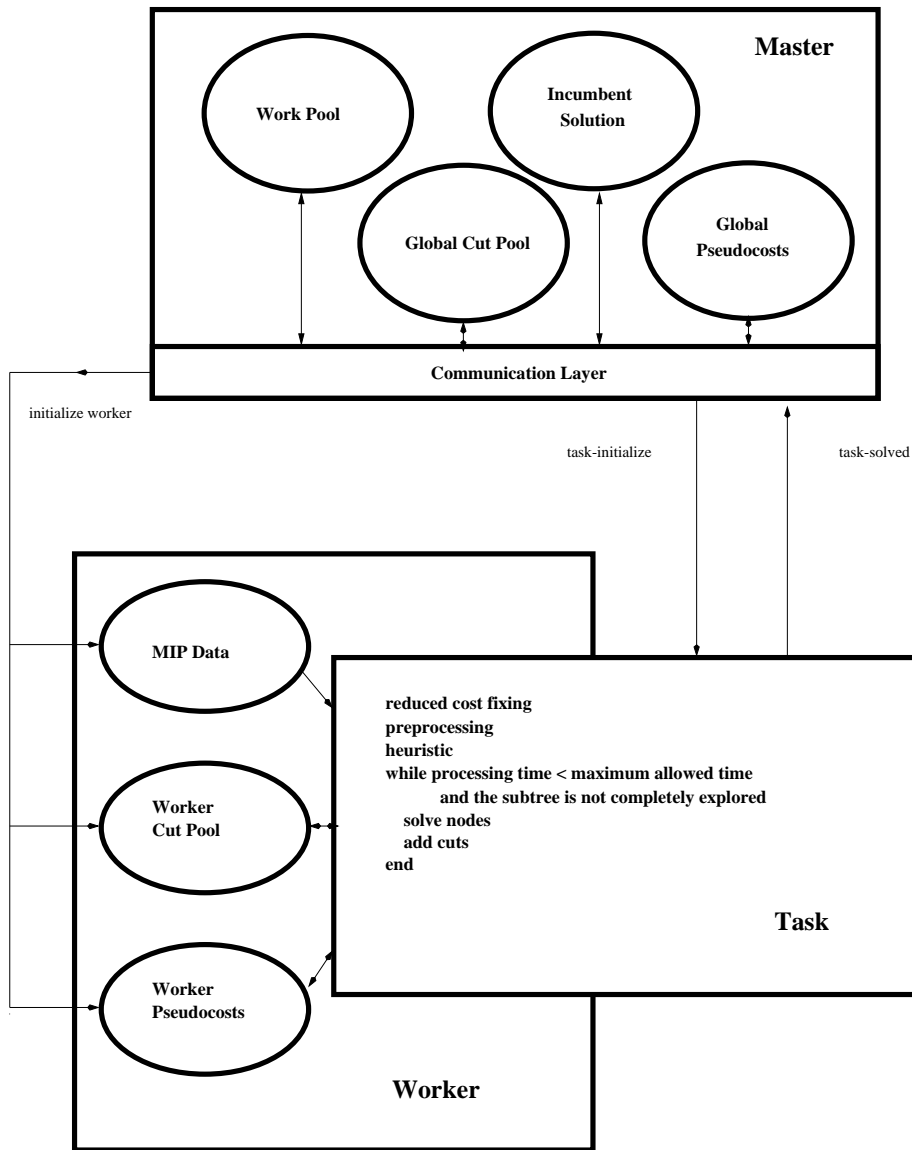 Master
Work Pool
Incumbent
Solution
Global Cut Pool
Global
Pseudocosts
Communication Layer
initialize worker
task-initialize
task-solved
MIP Data
reduced cost fixing
preprocessing
heuristic
while processing time < maximum allowed time
and the subtree is not completely explored
solve nodes
add cuts
end
Worker
Cut Pool
Task
Worker
Pseudocosts
Worker